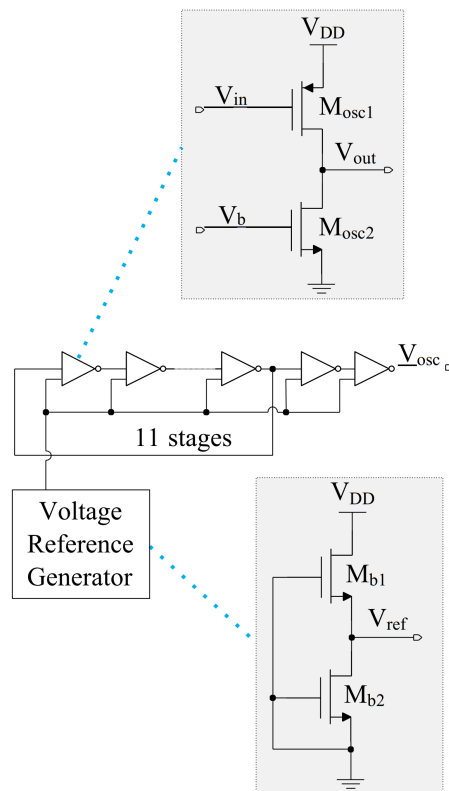 VDD
Vin
Mosc1
Vout
Vb
Mosc2
Vosc
11 stages
Voltage
Reference
Generator
VDD
Mb1
Vref
Mb2